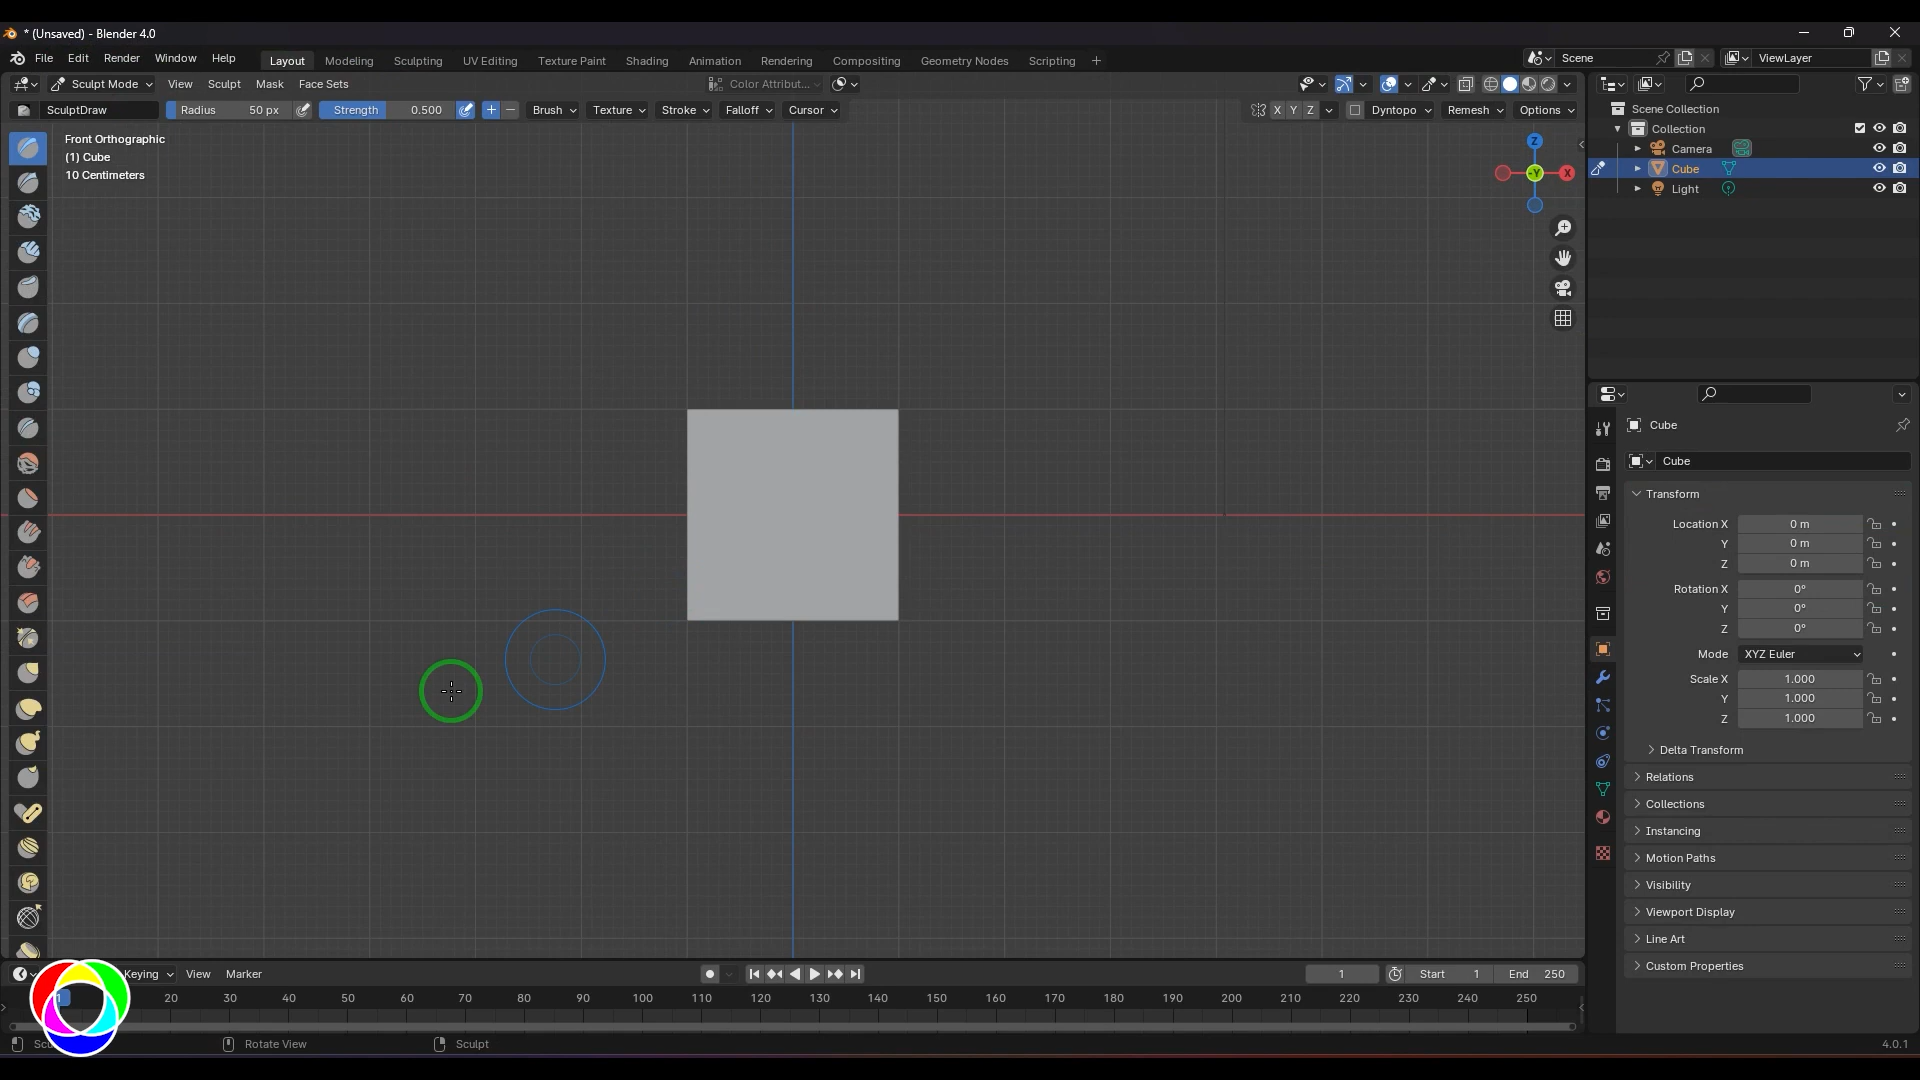 * (Unsaved) - Blender 4.0
File Edit Render Window Help Layout Modeling Sculpting UV Editing Texture Paint Shading Animation Rendering Compositing Geometry Nodes Scripting + Scene ViewLayer
Sculpt Mode View Sculpt Mask Face Sets Color Attribut...
SculptDraw Radius 50 px Strength 0.500 + − Brush Texture Stroke Falloff Cursor X Y Z Dyntopo Remesh Options
Front Orthographic
(1) Cube
10 Centimeters
Z
-Y X
Scene Collection
Collection
Camera
Cube
Light
Cube
Cube
Transform
Location X 0 m
Y 0 m
Z 0 m
Rotation X 0°
Y 0°
Z 0°
Mode XYZ Euler
Scale X 1.000
Y 1.000
Z 1.000
Delta Transform
Relations
Collections
Instancing
Motion Paths
Visibility
Viewport Display
Line Art
Custom Properties
Keying View Marker 1 Start 1 End 250
1 20 30 40 50 60 70 80 90 100 110 120 130 140 150 160 170 180 190 200 210 220 230 240 250
Rotate View Sculpt 4.0.1